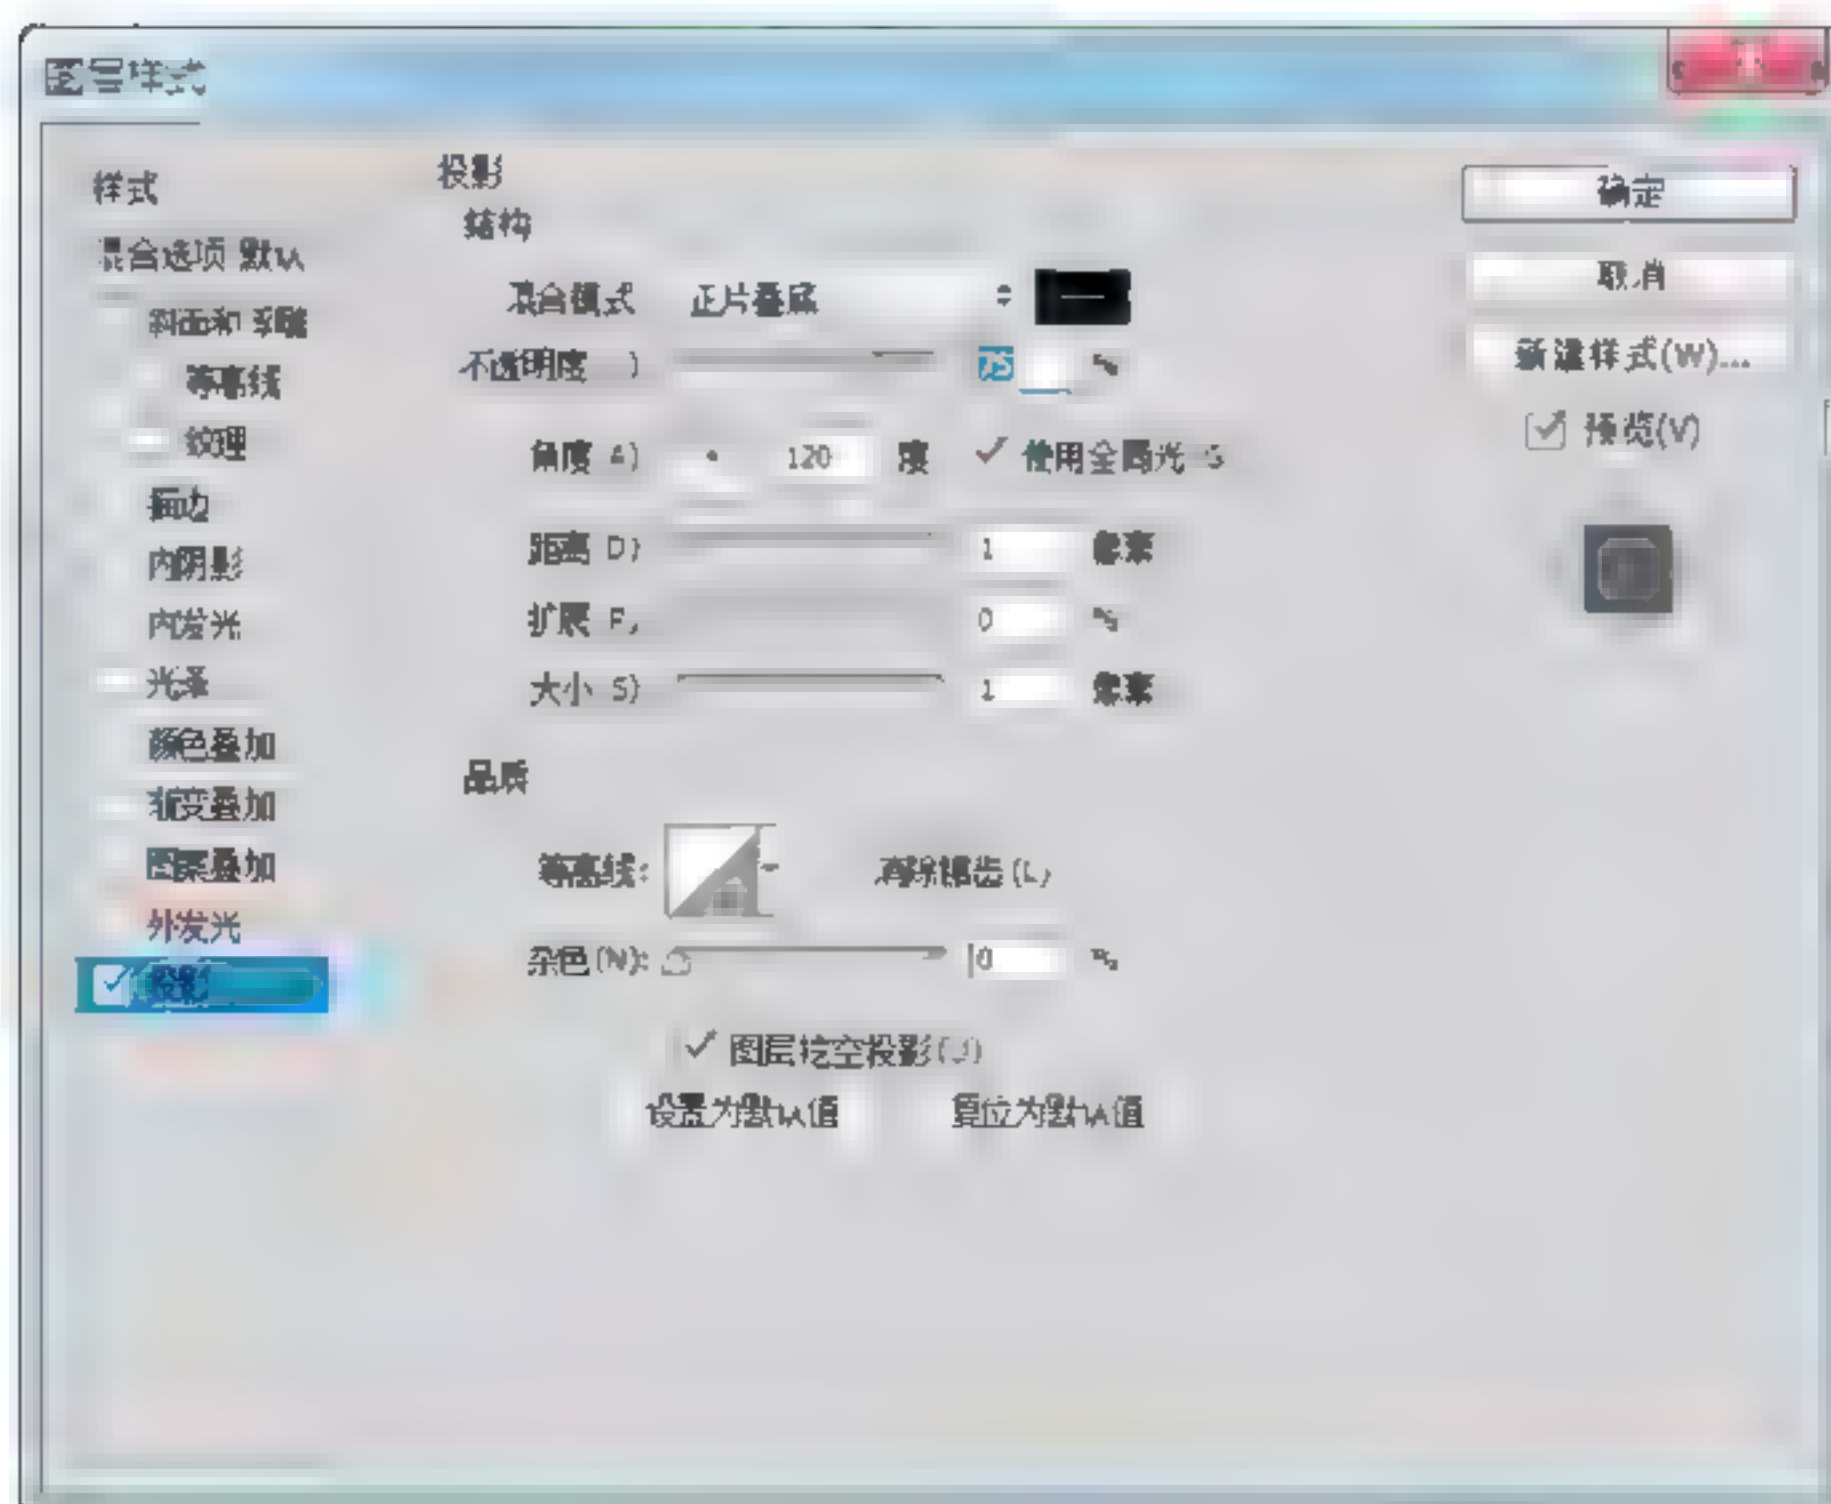 图层样式
样式
混合选项 默认
斜面和浮雕
等高线
纹理
描边
内阴影
内发光
光泽
颜色叠加
渐变叠加
图案叠加
外发光
投影
投影
结构
混合模式 正片叠底
不透明度 ) 75 %
角度 A) 120 度 使用全局光 G
距离 D) 1 像素
扩展 R) 0 %
大小 S) 1 像素
品质
等高线: 消除锯齿(L)
杂色(N): 0 %
图层挖空投影(U)
设置为默认值 复位为默认值
确定
取消
新建样式(W)...
预览(V)